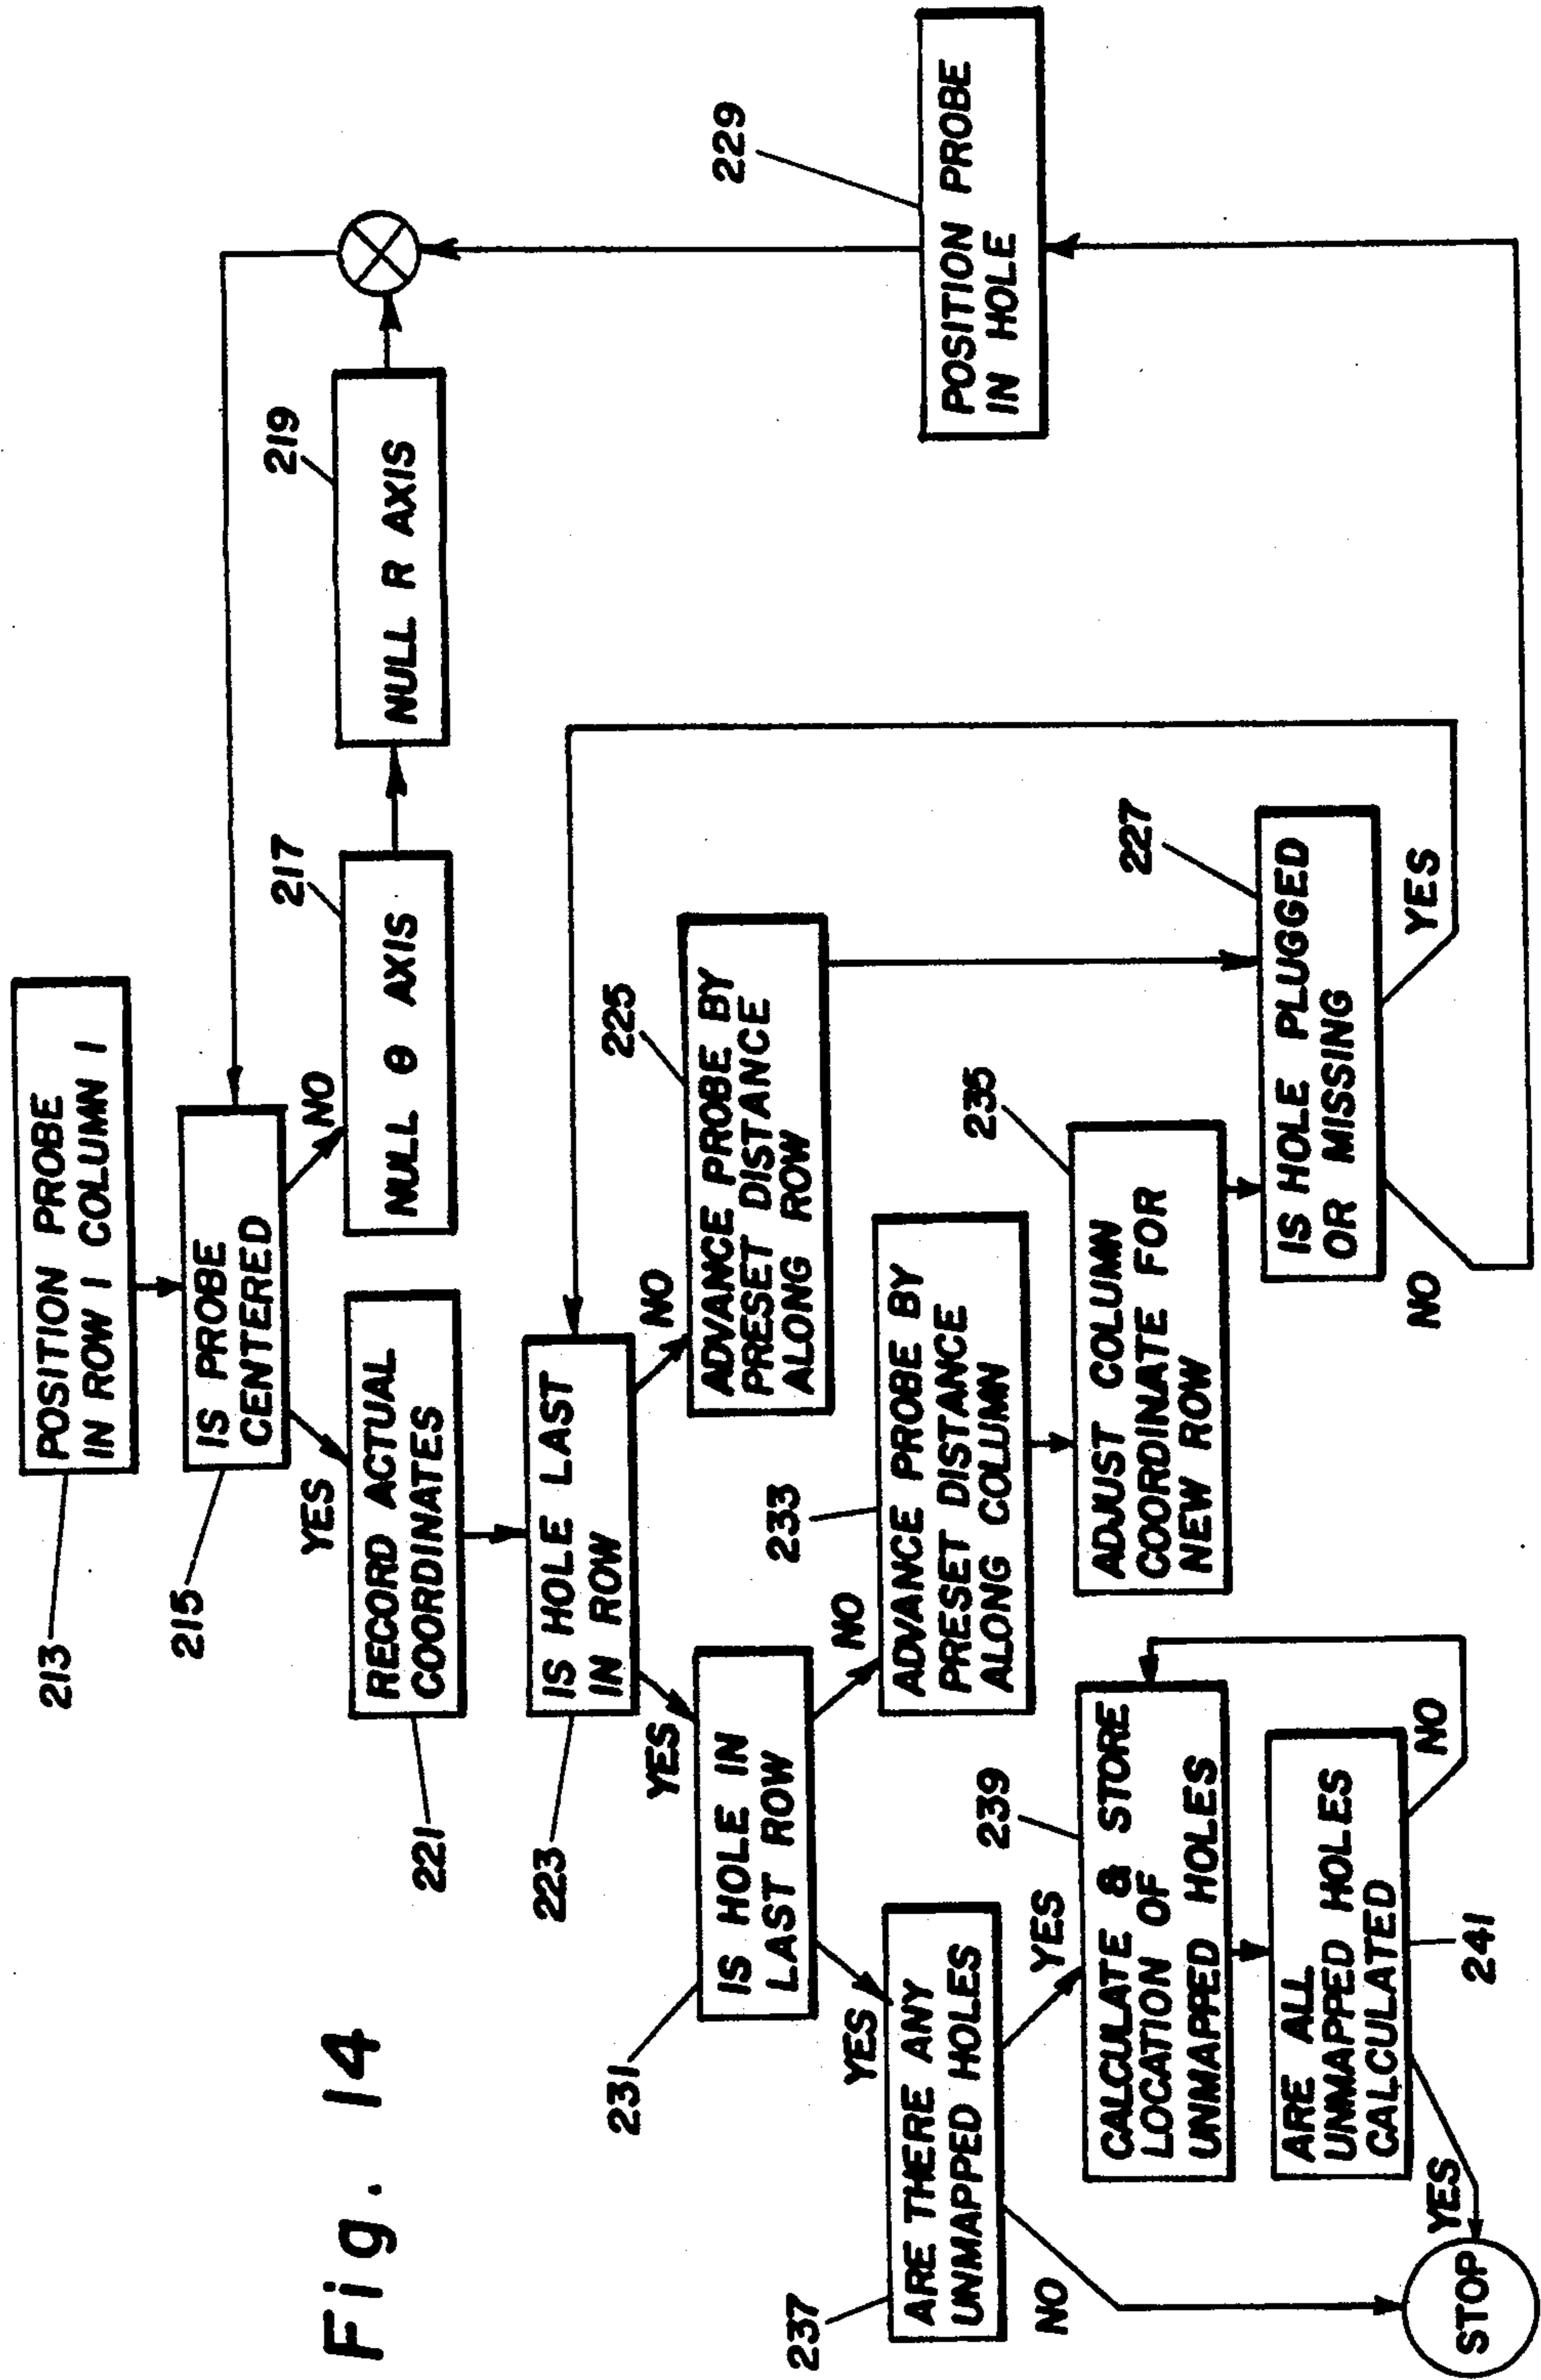 Fig. 14
213
POSITION PROBE
IN ROW 1 COLUMN 1
215
IS PROBE
CENTERED
NO
YES
217
NULL θ AXIS
219
NULL R AXIS
221
RECORD ACTUAL
COORDINATES
223
IS HOLE LAST
IN ROW
NO
YES
225
ADVANCE PROBE BY
PRESET DISTANCE
ALONG ROW
229
POSITION PROBE
IN HOLE
231
IS HOLE IN
LAST ROW
NO
YES
233
ADVANCE PROBE BY
PRESET DISTANCE
ALONG COLUMN
235
ADJUST COLUMN
COORDINATE FOR
NEW ROW
227
IS HOLE PLUGGED
OR MISSING
NO
YES
237
ARE THERE ANY
UNMAPPED HOLES
YES
NO
239
CALCULATE & STORE
LOCATION OF
UNMAPPED HOLES
ARE ALL
UNMAPPED HOLES
CALCULATED
241
NO
YES
STOP